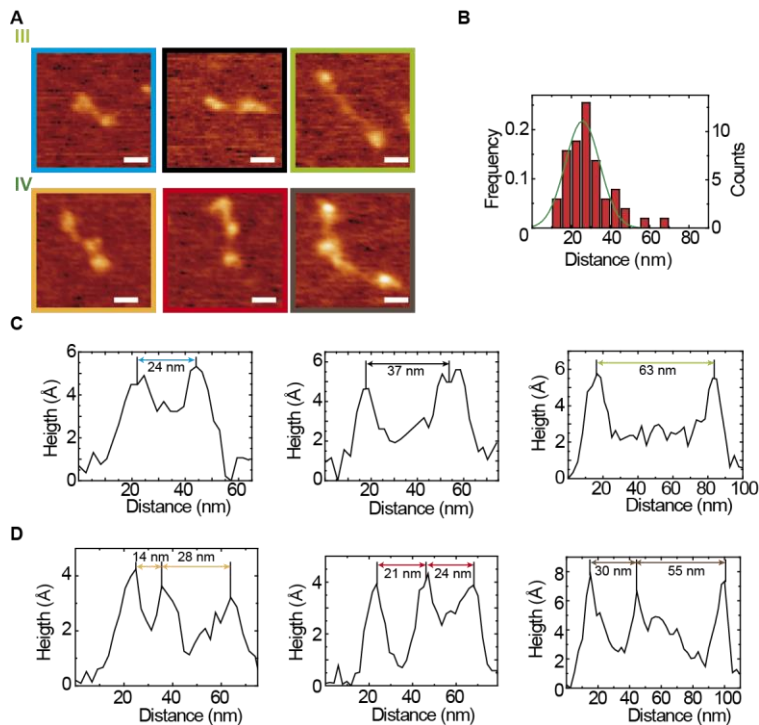 A
III
IV
B
0.2
0.1
0
Frequency
10
5
0
Counts
20 40 60 80
Distance (nm)
C
6
4
2
0
Heigth (Å)
24 nm
20 40 60
Distance (nm)
6
4
2
0
Heigth (Å)
37 nm
20 40 60
Distance (nm)
6
4
2
0
Heigth (Å)
63 nm
20 40 60 80 100
Distance (nm)
D
4
2
0
Heigth (Å)
14 nm 28 nm
20 40 60
Distance (nm)
4
2
0
Heigth (Å)
21 nm 24 nm
20 40 60 80
Distance (nm)
8
6
4
2
0
Heigth (Å)
30 nm 55 nm
20 40 60 80 100
Distance (nm)